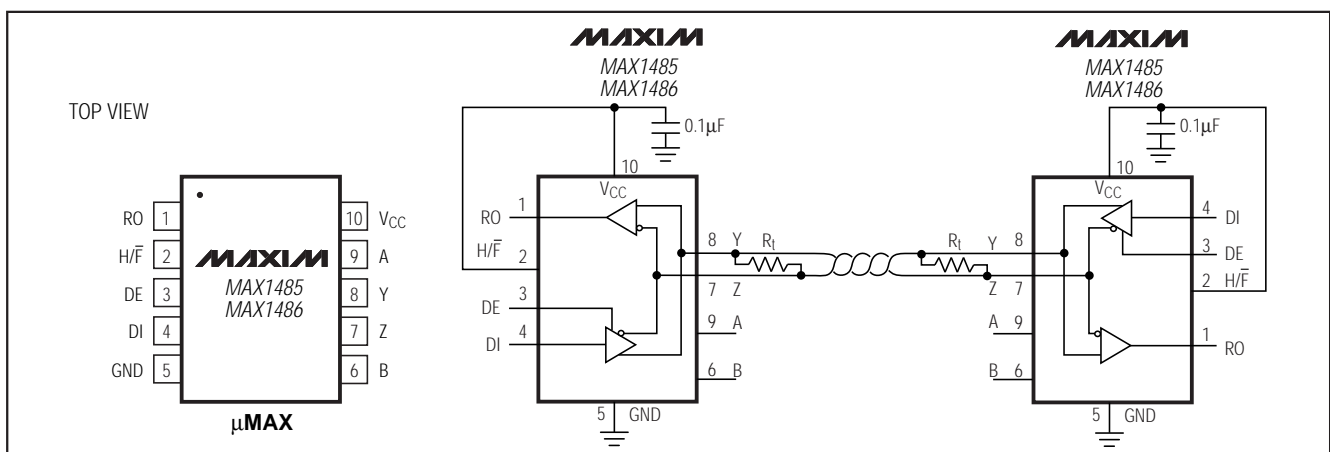 TOP VIEW
RO 1
H/F̅ 2
DE 3
DI 4
GND 5
10 VCC
9 A
8 Y
7 Z
6 B
MAXIM
MAX1485
MAX1486
µMAX
MAXIM
MAX1485
MAX1486
0.1µF
10
VCC
1
RO
H/F̅
2
3
DE
4
DI
8 Y
Rt
7 Z
9 A
6 B
5 GND
MAXIM
MAX1485
MAX1486
0.1µF
10
VCC
4
DI
3
DE
2 H/F̅
Rt
Y 8
Z 7
A 9
B 6
1
RO
5 GND